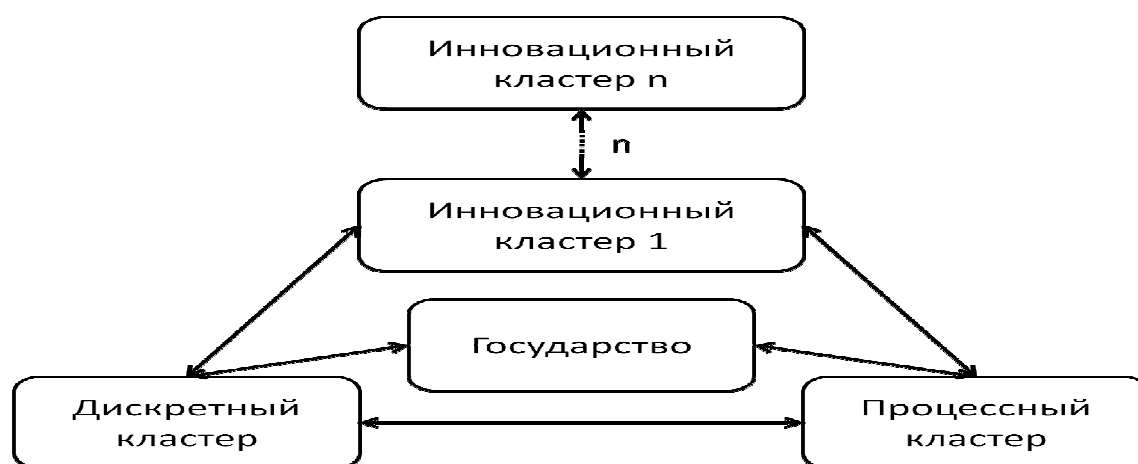 Инновационный
кластер n
n
Инновационный
кластер 1
Государство
Дискретный
кластер
Процессный
кластер